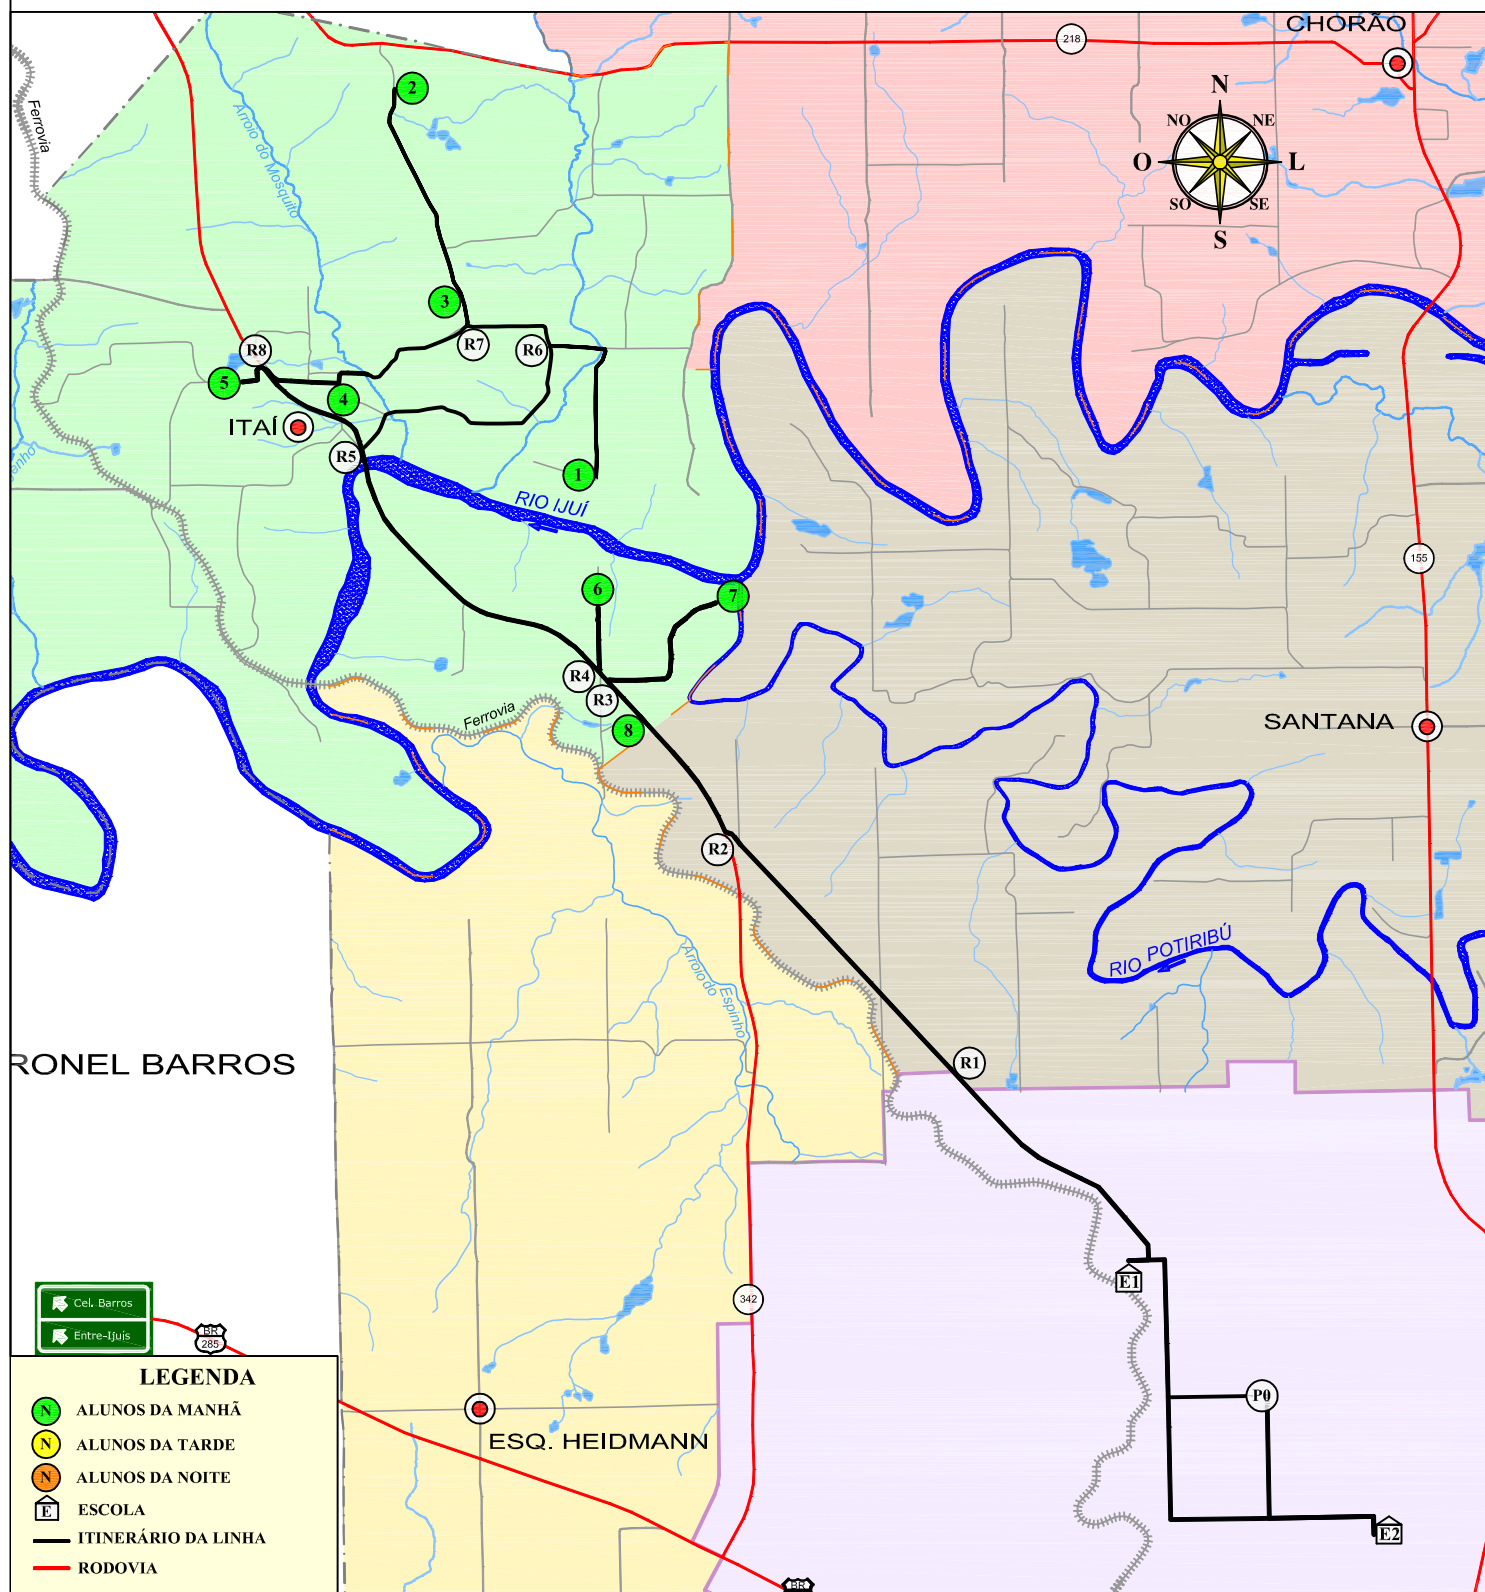 CHORÃO
218
N
NO
NE
O
L
SO
SE
S
Ferrovia
Arroio do Mosquito
2
3
R7
R6
R8
5
4
ITAÍ
R5
1
RIO IJUÍ
155
6
7
R4
R3
8
Ferrovia
SANTANA
R2
RIO POTIRIBÚ
Arroio do Espinho
R1
RONEL BARROS
E1
342
Cel. Barros
Entre-Ijuis
BR
285
P0
ESQ. HEIDMANN
E2
BR
LEGENDA
N ALUNOS DA MANHÃ
N ALUNOS DA TARDE
N ALUNOS DA NOITE
E ESCOLA
ITINERÁRIO DA LINHA
RODOVIA